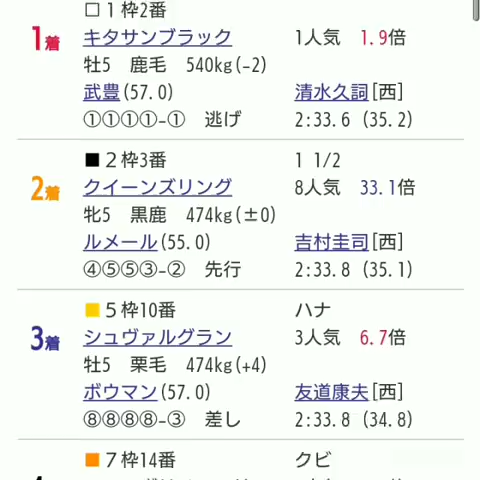 1着
□1枠2番
キタサンブラック 1人気 1.9倍
牡5 鹿毛 540kg(-2)
武豊(57.0) 清水久詞[西]
①①①①-① 逃げ 2:33.6 (35.2)
2着
■2枠3番 1 1/2
クイーンズリング 8人気 33.1倍
牝5 黒鹿 474kg(±0)
ルメール(55.0) 吉村圭司[西]
④⑤⑤③-② 先行 2:33.8 (35.1)
3着
■5枠10番 ハナ
シュヴァルグラン 3人気 6.7倍
牡5 栗毛 474kg(+4)
ボウマン(57.0) 友道康夫[西]
⑧⑧⑧⑧-③ 差し 2:33.8 (34.8)
■7枠14番 クビ